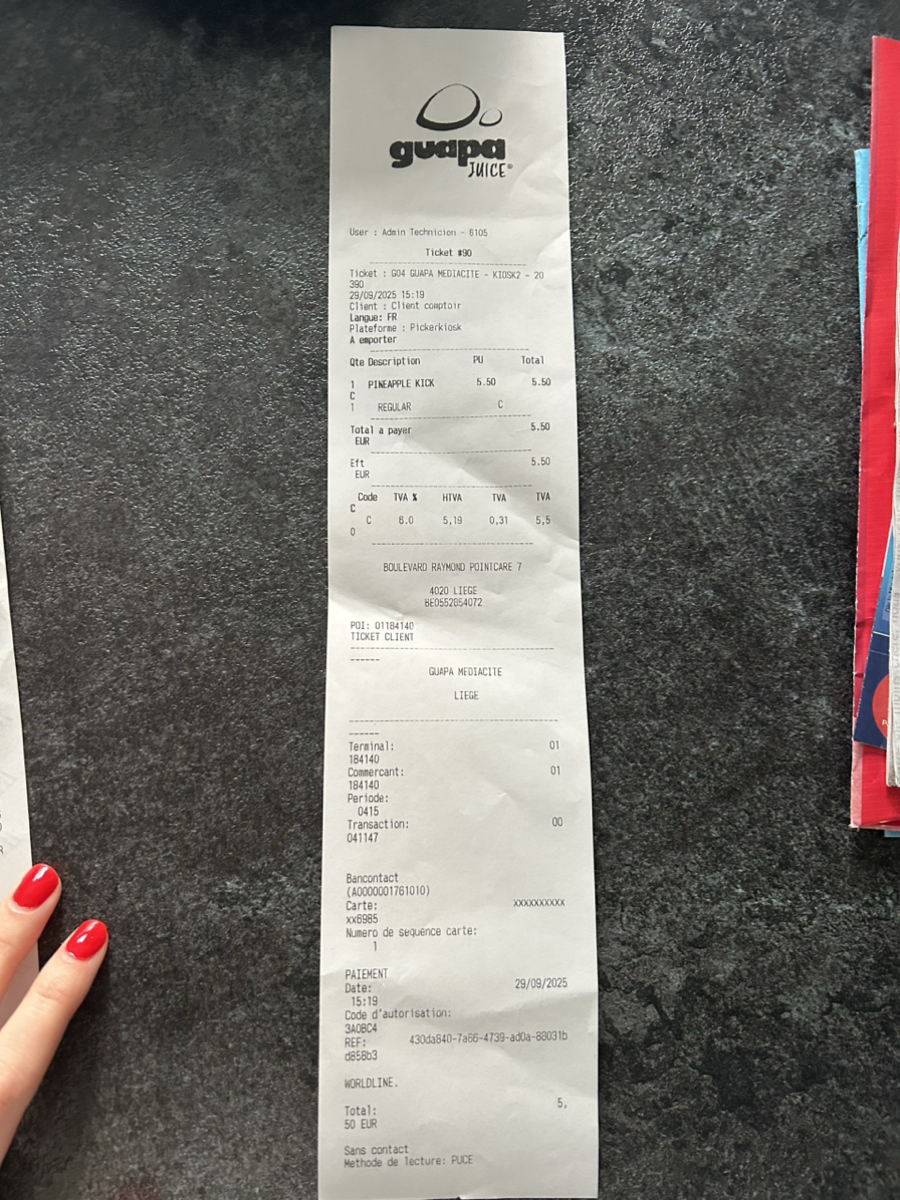 guapa
JUICE®
User : Admin Technicion - 6105
Ticket #90
Ticket : G04 GUAPA MEDIACITE - KIOSK2 - 20
390
29/09/2025 15:19
Client : Client comptoir
Langue: FR
Plateforme : Pickerkiosk
A emporter
Qte Description PU Total
1 PINEAPPLE KICK 5.50 5.50
C
1 REGULAR C
Total a payer 5.50
EUR
Eft 5.50
EUR
Code TVA % HTVA TVA TVA
C
C 6.0 5,19 0,31 5,5
0
BOULEVARD RAYMOND POINTCARE 7
4020 LIEGE
BE0552854072
POI: 01184140
TICKET CLIENT
GUAPA MEDIACITE
LIEGE
Terminal: 01
184140
Commercant: 01
184140
Periode:
0415
Transaction: 00
041147
Bancontact
(A0000001761010)
Carte: xxxxxxxxxx
xx6985
Numero de sequence carte:
1
PAIEMENT
Date: 29/09/2025
15:19
Code d'autorisation:
3A0BC4
REF: 430da840-7a66-4739-ad0a-88031b
d858b3
WORLDLINE.
Total: 5,
50 EUR
Sans contact
Methode de lecture: PUCE